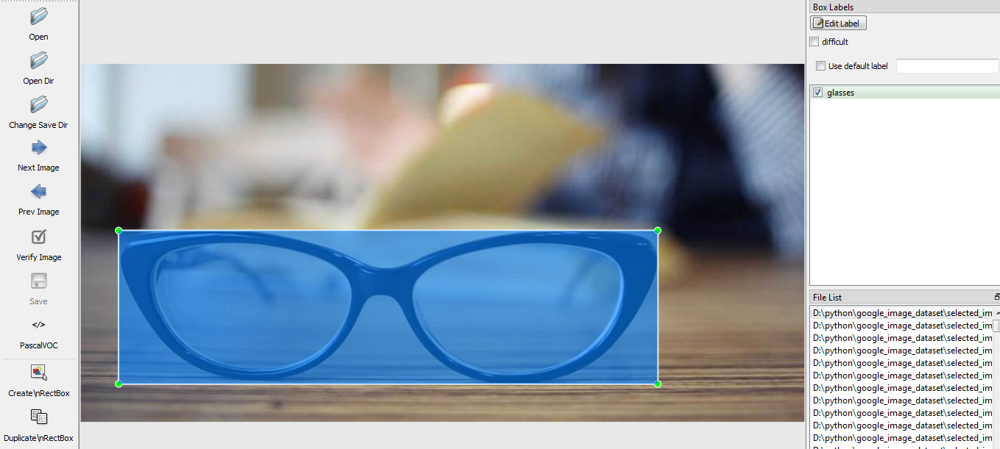 Open
Open Dir
Change Save Dir
Next Image
Prev Image
Verify Image
Save
</>
PascalVOC
Create\nRectBox
Duplicate\nRectBox
Box Labels
Edit Label
difficult
Use default label
glasses
File List
D:\python\google_image_dataset\selected_im
D:\python\google_image_dataset\selected_im
D:\python\google_image_dataset\selected_im
D:\python\google_image_dataset\selected_im
D:\python\google_image_dataset\selected_im
D:\python\google_image_dataset\selected_im
D:\python\google_image_dataset\selected_im
D:\python\google_image_dataset\selected_im
D:\python\google_image_dataset\selected_im
D:\python\google_image_dataset\selected_im
D:\python\google_image_dataset\selected_im